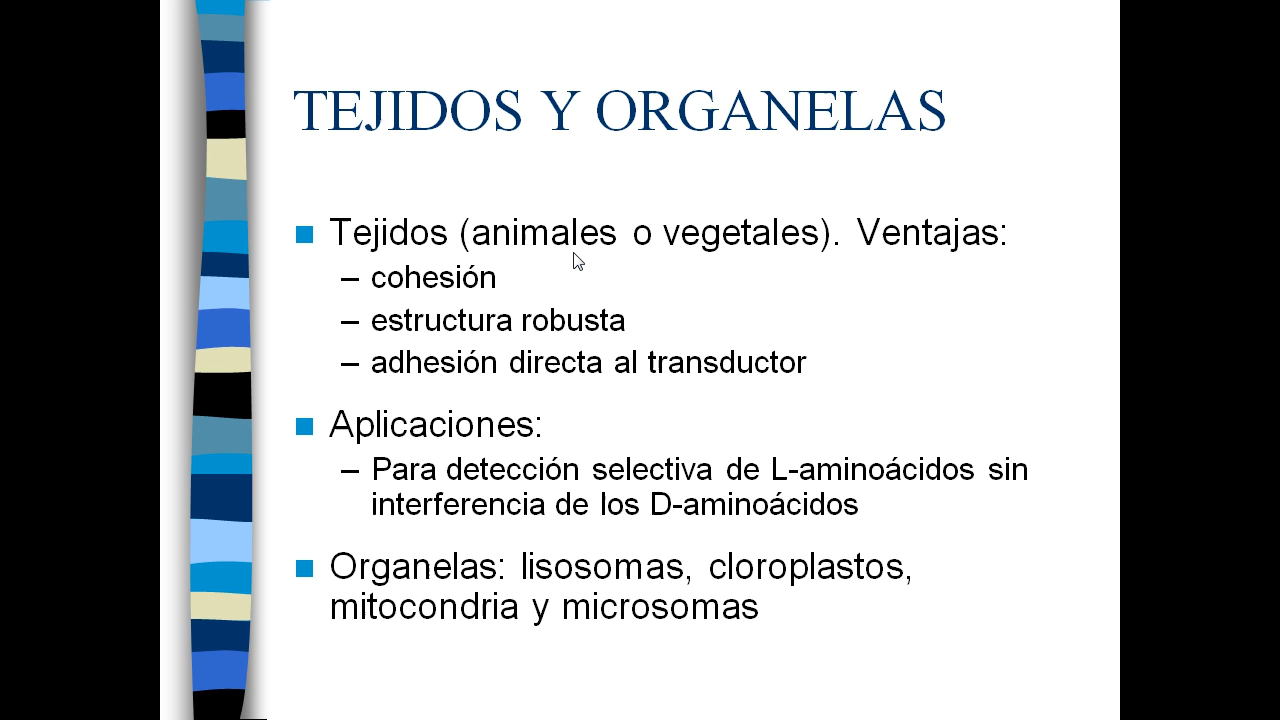 TEJIDOS Y ORGANELAS
Tejidos (animales o vegetales). Ventajas:
– cohesión
– estructura robusta
– adhesión directa al transductor
Aplicaciones:
– Para detección selectiva de L-aminoácidos sin
interferencia de los D-aminoácidos
Organelas: lisosomas, cloroplastos,
mitocondria y microsomas